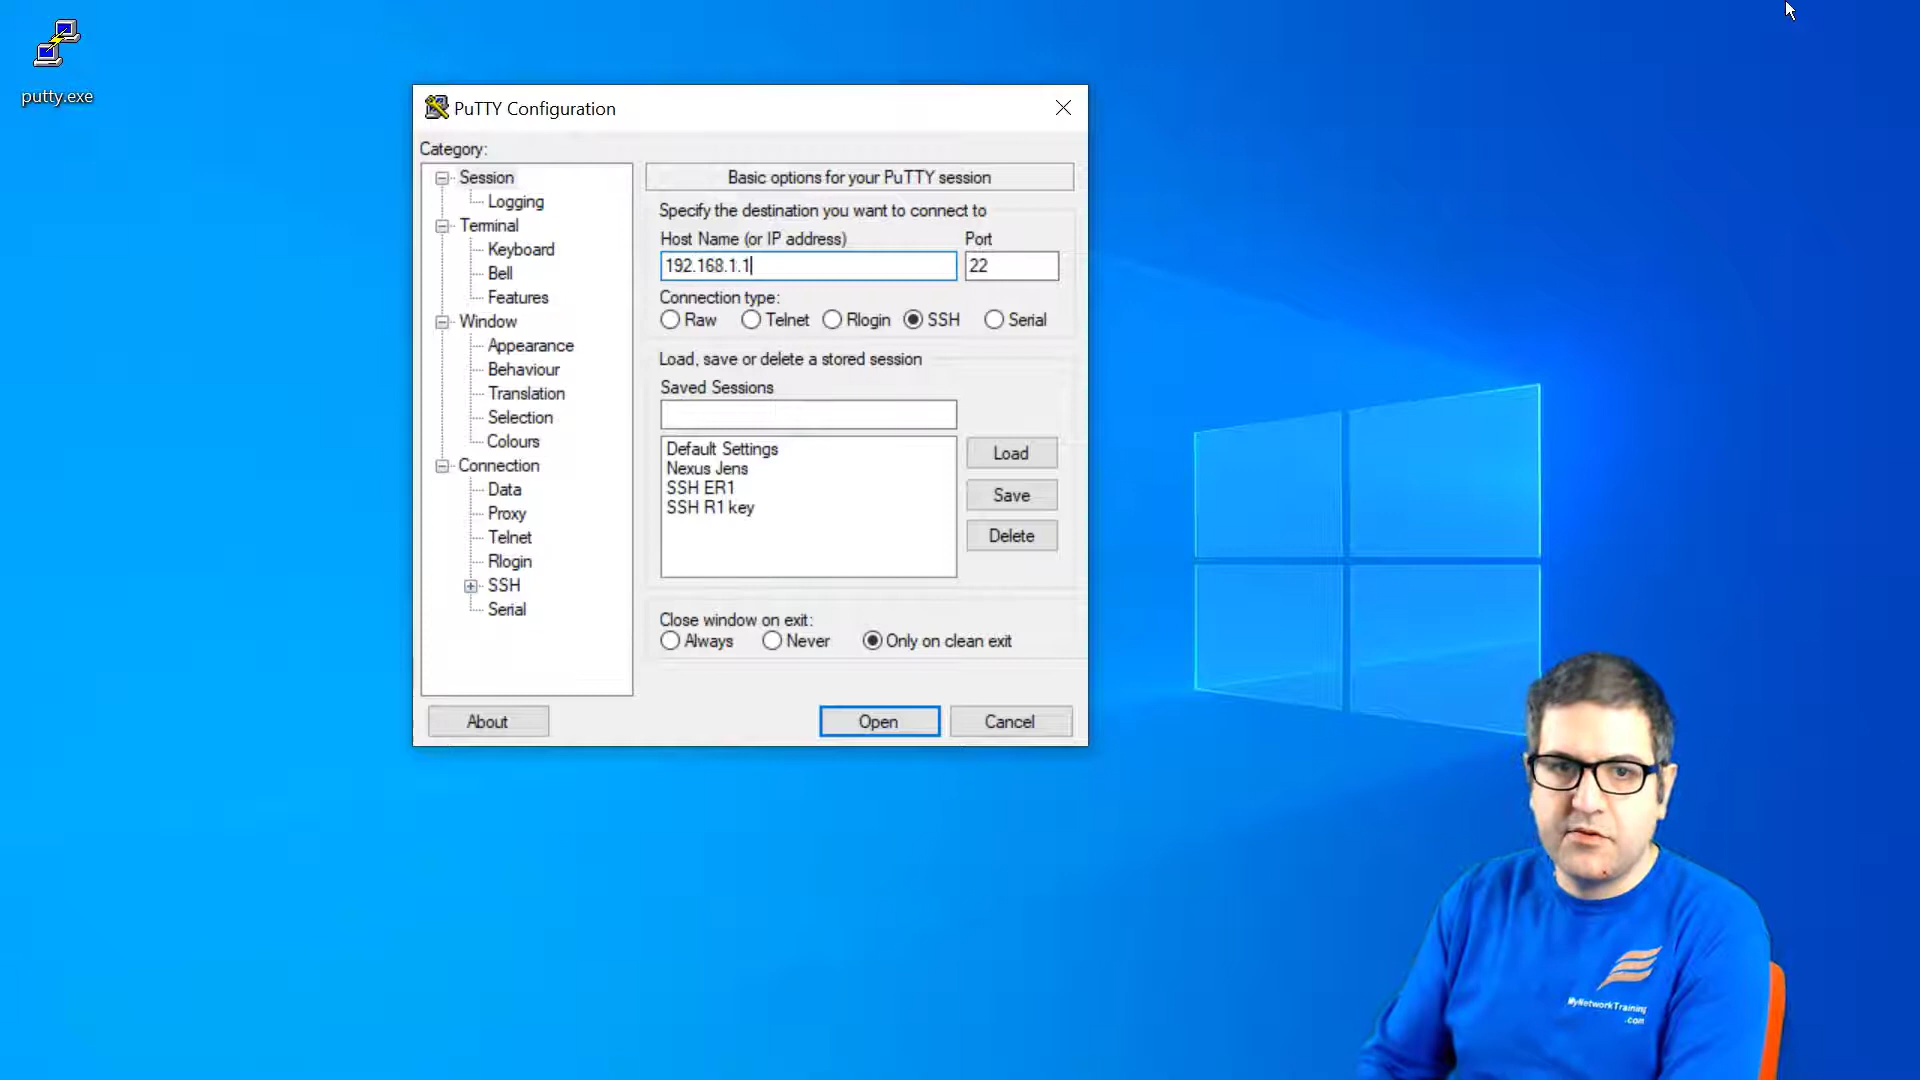 putty.exe
PuTTY Configuration
Category:
Session
Logging
Terminal
Keyboard
Bell
Features
Window
Appearance
Behaviour
Translation
Selection
Colours
Connection
Data
Proxy
Telnet
Rlogin
SSH
Serial
Basic options for your PuTTY session
Specify the destination you want to connect to
Host Name (or IP address) Port
192.168.1.1 22
Connection type:
Raw Telnet Rlogin SSH Serial
Load, save or delete a stored session
Saved Sessions
Default Settings
Nexus Jens
SSH ER1
SSH R1 key
Load
Save
Delete
Close window on exit:
Always Never Only on clean exit
About Open Cancel
MyNetworkTraining
.com